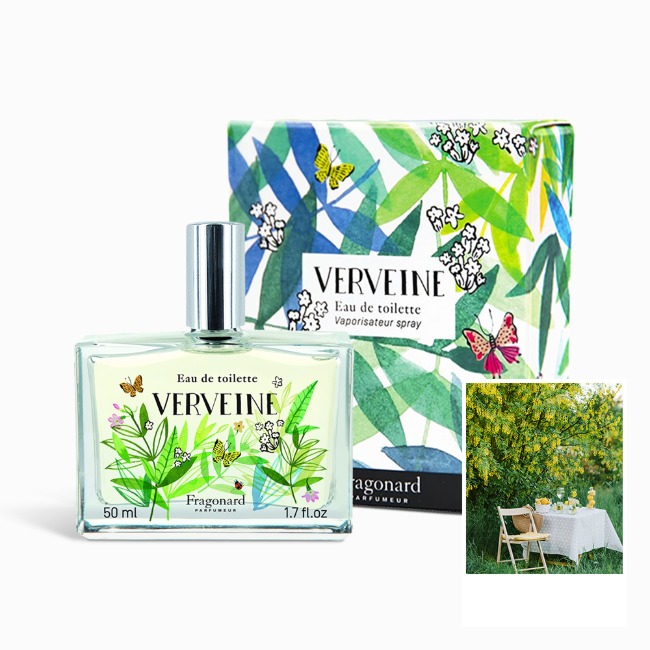 VERVEINE
Eau de toilette
Vaporisateur spray
Eau de toilette
VERVEINE
Fragonard
PARFUMEUR
50 ml
1.7 fl.oz
Fragonard
PARFUMEUR